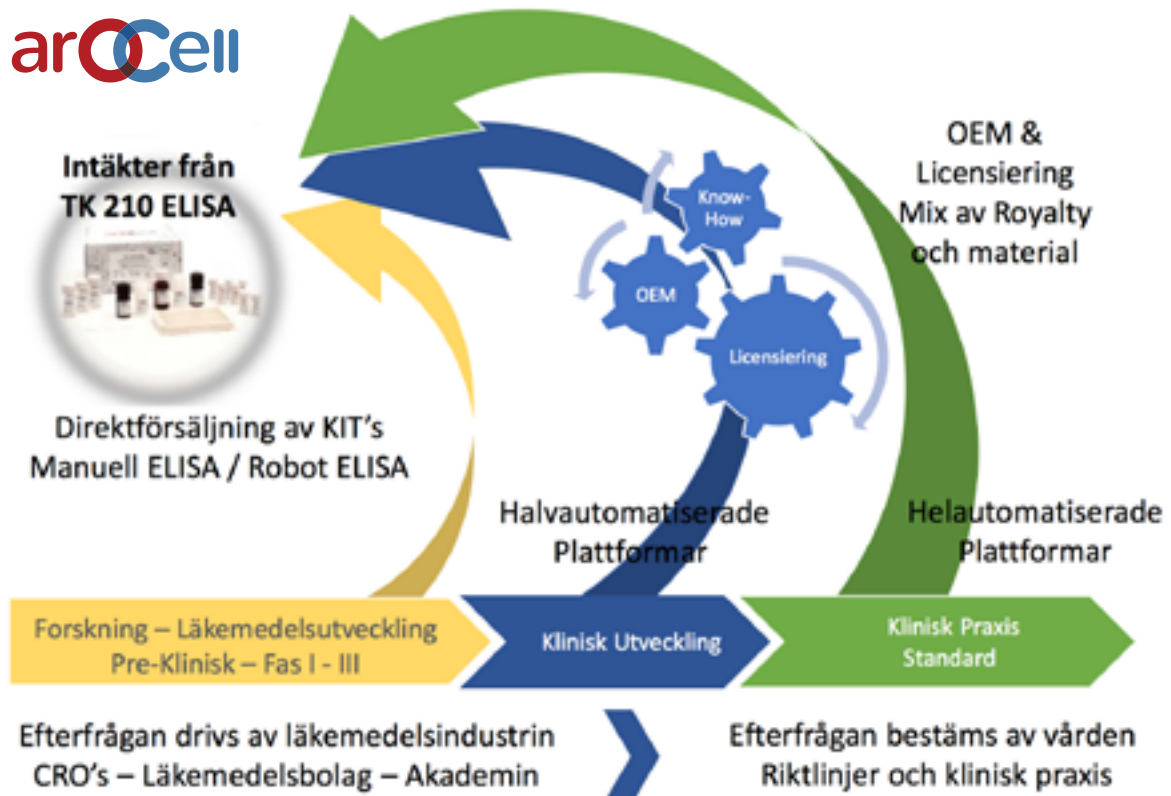 arocell
Intäkter från
TK 210 ELISA
Direktförsäljning av KIT's
Manuell ELISA / Robot ELISA
Know-
How
OEM
Licensiering
OEM &
Licensiering
Mix av Royalty
och material
Halvautomatiserade
Plattformar
Helautomatiserade
Plattformar
Forskning – Läkemedelsutveckling
Pre-Klinisk – Fas I - III
Klinisk Utveckling
Klinisk Praxis
Standard
Efterfrågan drivs av läkemedelsindustrin
CRO's – Läkemedelsbolag – Akademin
Efterfrågan bestäms av vården
Riktlinjer och klinisk praxis